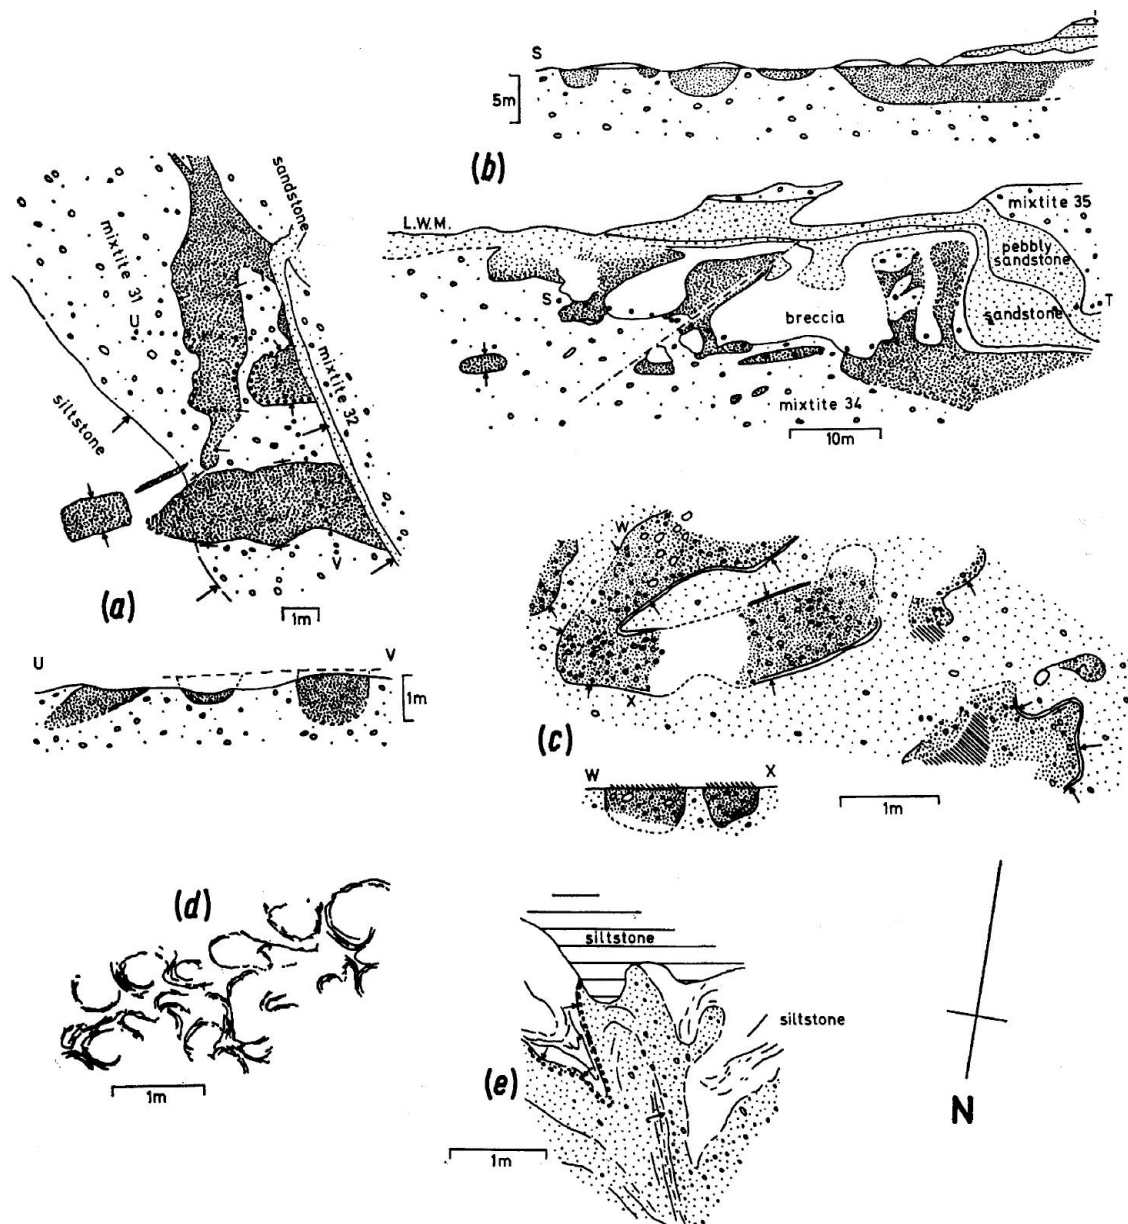 S
T
5m
(b)
sandstone
mixtite 31
U
mixtite 32
siltstone
V
(a)
1m
L.W.M.
mixtite 35
pebbly
sandstone
S
T
breccia
sandstone
mixtite 34
10m
U
V
1m
W
X
(c)
W
X
1m
(d)
1m
siltstone
siltstone
(e)
1m
N